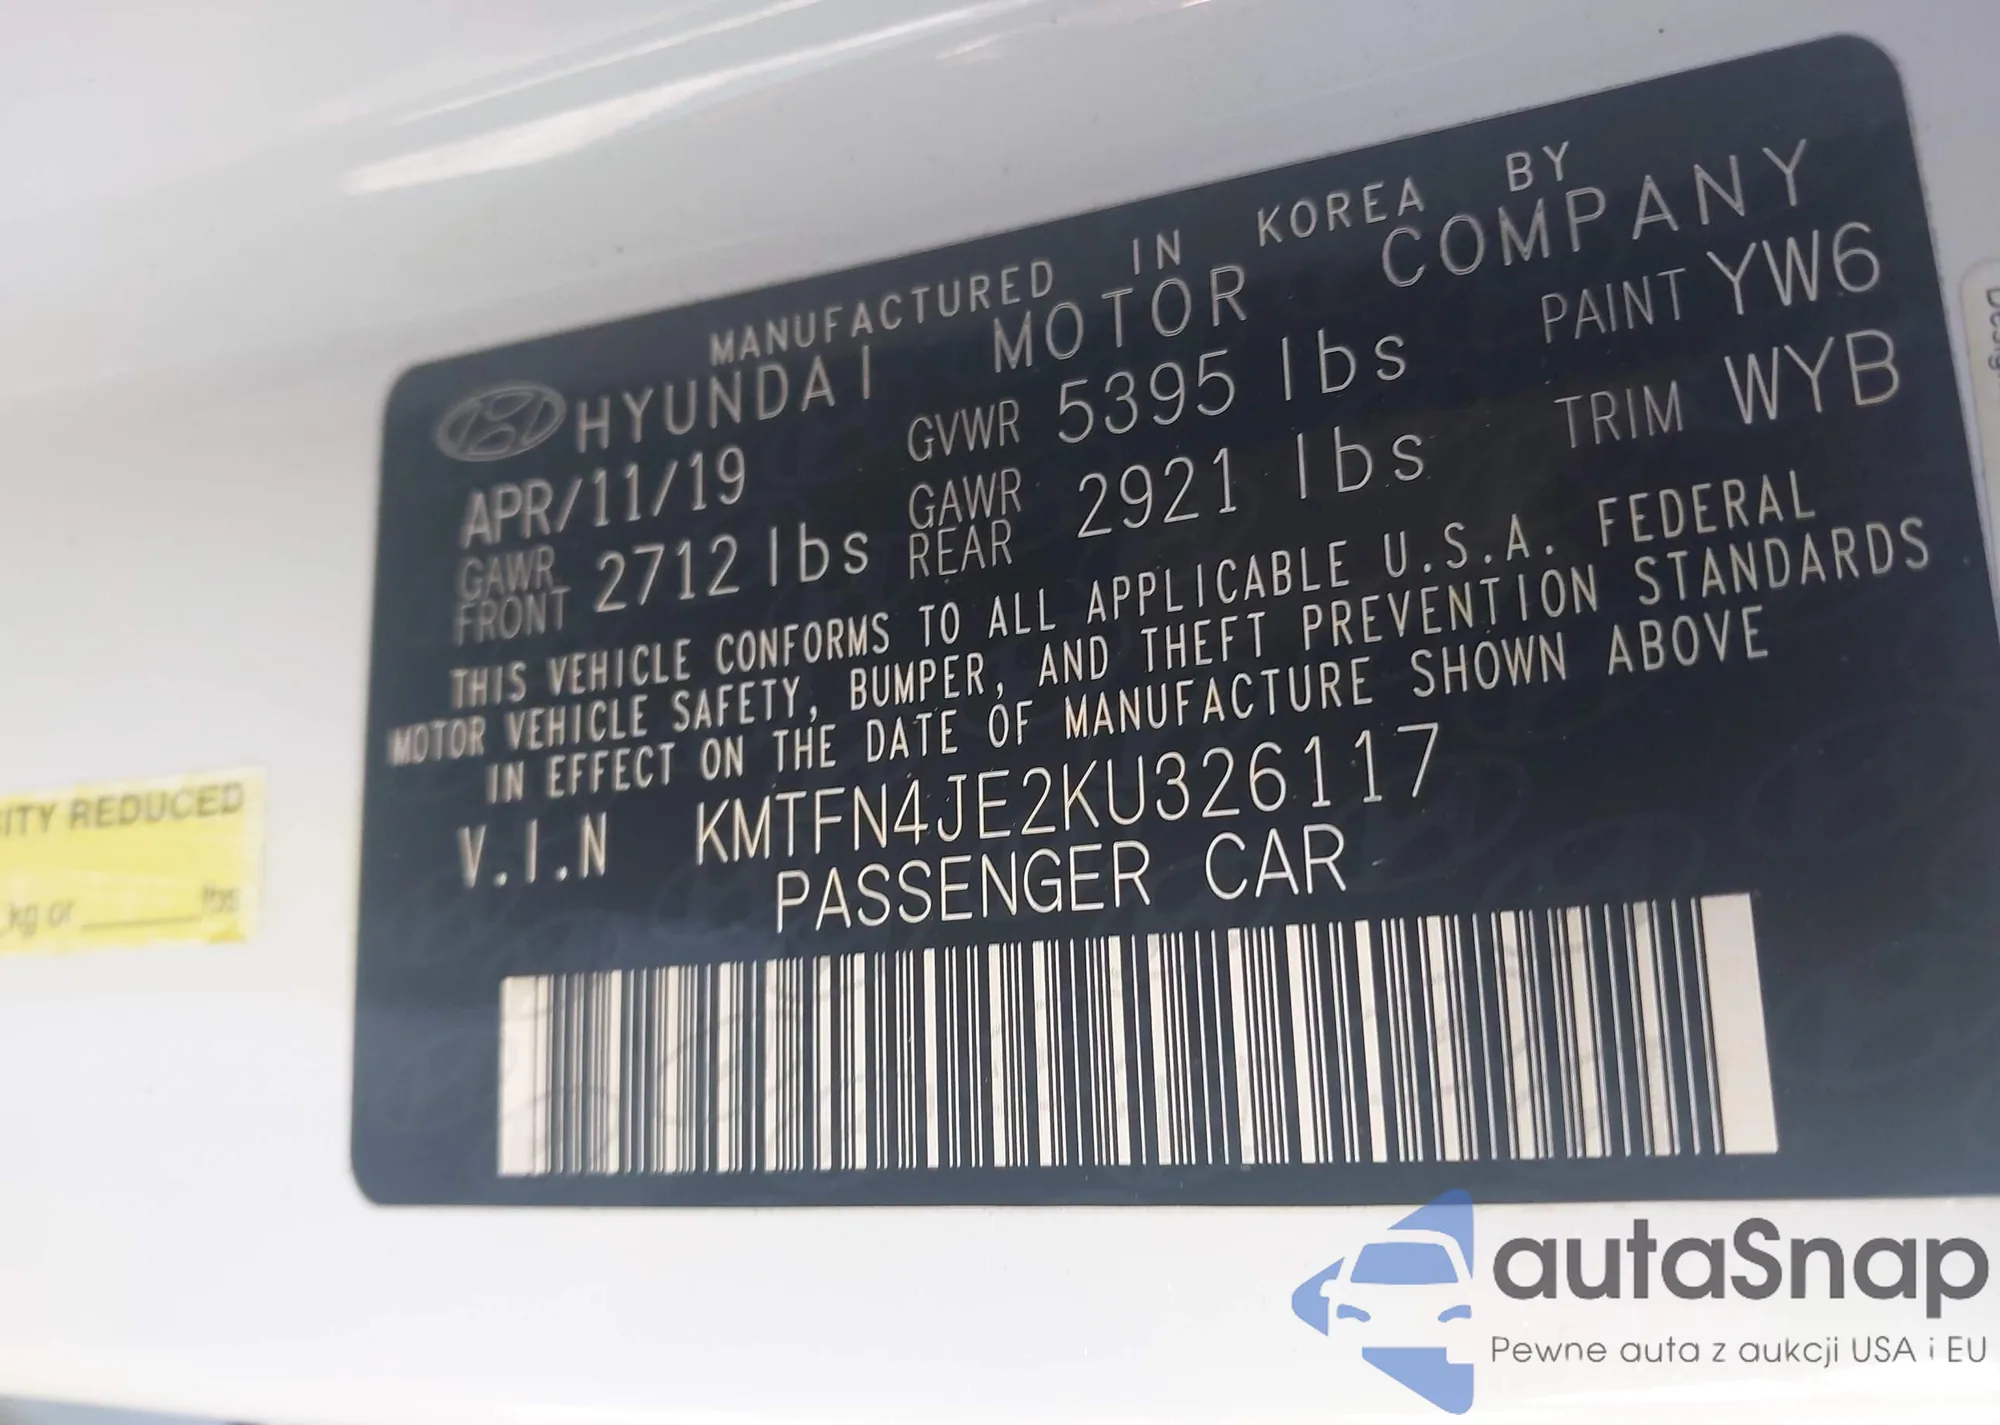 MANUFACTURED IN KOREA BY
HYUNDAI MOTOR COMPANY
APR/11/19 GVWR 5395 lbs PAINT YW6
GAWR FRONT 2712 lbs GAWR REAR 2921 lbs TRIM WYB
THIS VEHICLE CONFORMS TO ALL APPLICABLE U.S.A. FEDERAL
MOTOR VEHICLE SAFETY, BUMPER, AND THEFT PREVENTION STANDARDS
IN EFFECT ON THE DATE OF MANUFACTURE SHOWN ABOVE
V.I.N KMTFN4JE2KU326117
PASSENGER CAR
REDUCED
kg or ______ lbs
autaSnap
Pewne auta z aukcji USA i EU